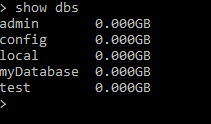 > show dbs
admin 0.000GB
config 0.000GB
local 0.000GB
myDatabase 0.000GB
test 0.000GB
>